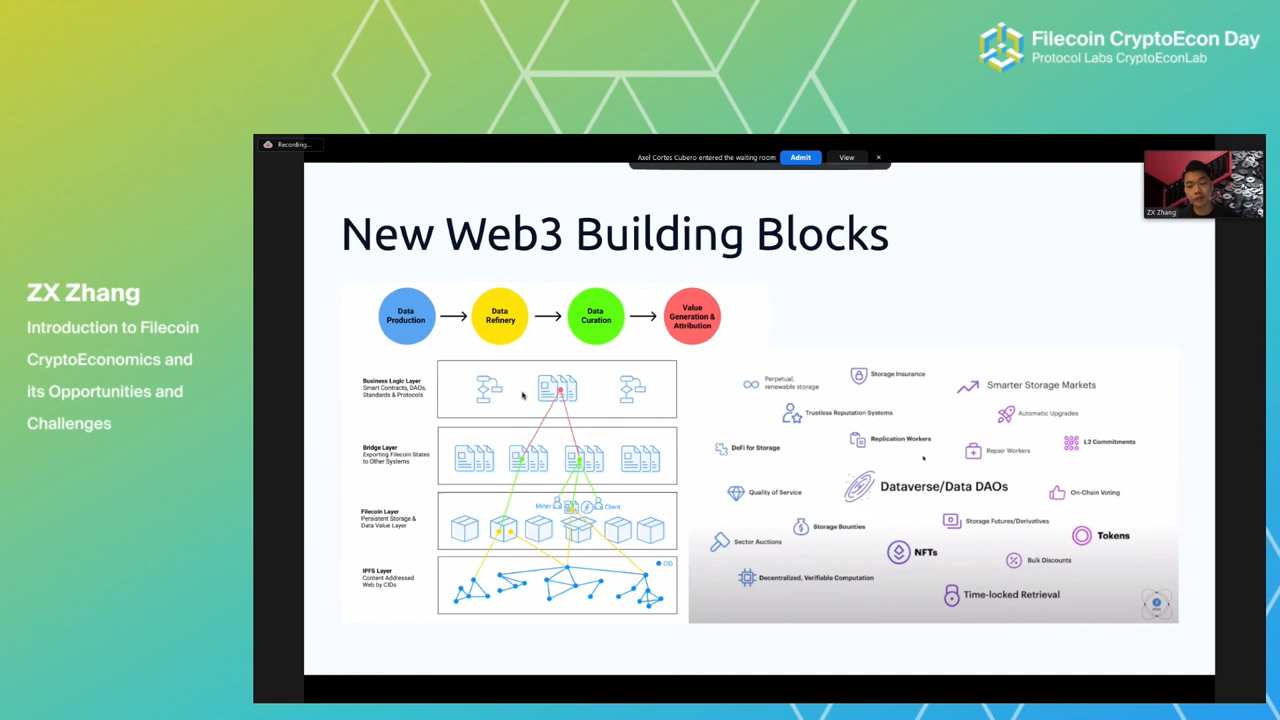 Filecoin CryptoEcon Day
Protocol Labs CryptoEconLab
Recording...
Axel Cortes Cubero entered the waiting room
Admit
View
ZX Zhang
New Web3 Building Blocks
ZX Zhang
Introduction to Filecoin
CryptoEconomics and
its Opportunities and
Challenges
Data
Production
Data
Refinery
Data
Curation
Value
Generation &
Attribution
Business Logic Layer
Smart Contracts, DAOs,
Standards & Protocols
Bridge Layer
Exporting Filecoin States
to Other Systems
Filecoin Layer
Persistent Storage &
Data Value Layer
Miner
Client
IPFS Layer
Content Addressed
Web by CIDs
CID
Perpetual,
renewable storage
Storage Insurance
Smarter Storage Markets
Trustless Reputation Systems
Automatic Upgrades
DeFi for Storage
Replication Workers
Repair Workers
L2 Commitments
Dataverse/Data DAOs
Quality of Service
On-Chain Voting
Storage Bounties
Storage Futures/Derivatives
Tokens
Sector Auctions
NFTs
Bulk Discounts
Decentralized, Verifiable Computation
Time-locked Retrieval